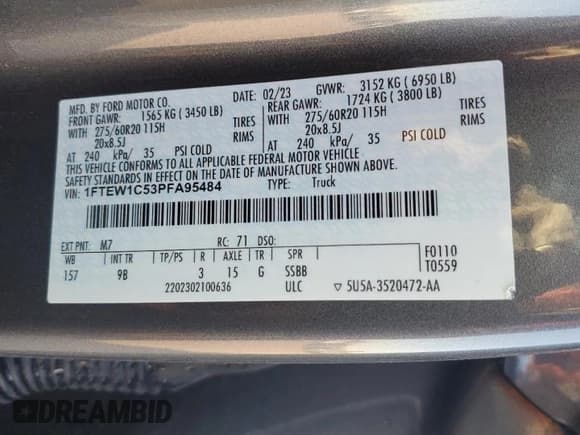 MFD. BY FORD MOTOR CO. DATE: 02/23 GVWR: 3152 KG ( 6950 LB)
FRONT GAWR: 1565 KG ( 3450 LB) REAR GAWR: 1724 KG ( 3800 LB)
WITH 275/60R20 115H TIRES WITH 275/60R20 115H TIRES
20x8.5J RIMS 20x8.5J RIMS
AT 240 kPa/ 35 PSI COLD AT 240 kPa/ 35 PSI COLD
THIS VEHICLE CONFORMS TO ALL APPLICABLE FEDERAL MOTOR VEHICLE
SAFETY STANDARDS IN EFFECT ON THE DATE OF MANUFACTURE SHOWN ABOVE.
VIN: 1FTEW1C53PFA95484 TYPE: Truck
EXT PNT: M7 RC: 71 DSO:
WB INT TR TP/PS R AXLE TR SPR F0110
157 9B 3 15 G SSBB T0559
2202302100636 ULC ▽ 5U5A-3520472-AA
DREAMBID